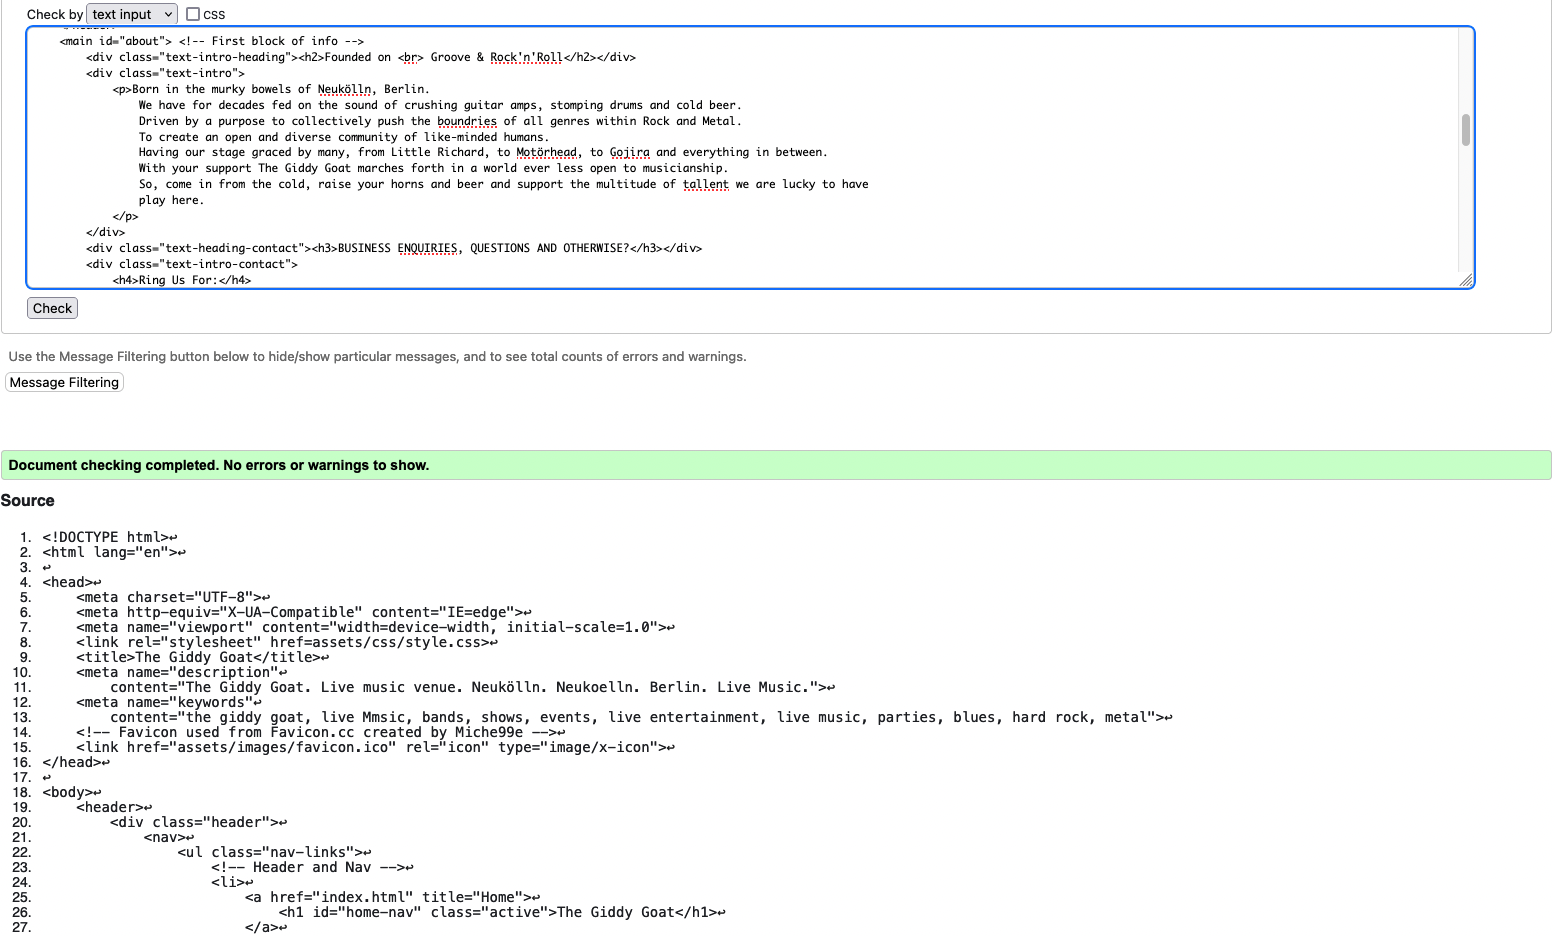 Check by text input CSS
<main id="about"> <!-- First block of info -->
<div class="text-intro-heading"><h2>Founded on <br> Groove & Rock'n'Roll</h2></div>
<div class="text-intro">
<p>Born in the murky bowels of Neukölln, Berlin.
We have for decades fed on the sound of crushing guitar amps, stomping drums and cold beer.
Driven by a purpose to collectively push the boundries of all genres within Rock and Metal.
To create an open and diverse community of like-minded humans.
Having our stage graced by many, from Little Richard, to Motörhead, to Gojira and everything in between.
With your support The Giddy Goat marches forth in a world ever less open to musicianship.
So, come in from the cold, raise your horns and beer and support the multitude of tallent we are lucky to have
play here.
</p>
</div>
<div class="text-heading-contact"><h3>BUSINESS ENQUIRIES, QUESTIONS AND OTHERWISE?</h3></div>
<div class="text-intro-contact">
<h4>Ring Us For:</h4>
Check
Use the Message Filtering button below to hide/show particular messages, and to see total counts of errors and warnings.
Message Filtering
Document checking completed. No errors or warnings to show.
Source
1. <!DOCTYPE html>↩
2. <html lang="en">↩
3. ↩
4. <head>↩
5. <meta charset="UTF-8">↩
6. <meta http-equiv="X-UA-Compatible" content="IE=edge">↩
7. <meta name="viewport" content="width=device-width, initial-scale=1.0">↩
8. <link rel="stylesheet" href=assets/css/style.css>↩
9. <title>The Giddy Goat</title>↩
10. <meta name="description"↩
11. content="The Giddy Goat. Live music venue. Neukölln. Neukoelln. Berlin. Live Music.">↩
12. <meta name="keywords"↩
13. content="the giddy goat, live Mmsic, bands, shows, events, live entertainment, live music, parties, blues, hard rock, metal">↩
14. <!-- Favicon used from Favicon.cc created by Miche99e -->↩
15. <link href="assets/images/favicon.ico" rel="icon" type="image/x-icon">↩
16. </head>↩
17. ↩
18. <body>↩
19. <header>↩
20. <div class="header">↩
21. <nav>↩
22. <ul class="nav-links">↩
23. <!-- Header and Nav -->↩
24. <li>↩
25. <a href="index.html" title="Home">↩
26. <h1 id="home-nav" class="active">The Giddy Goat</h1>↩
27. </a>↩